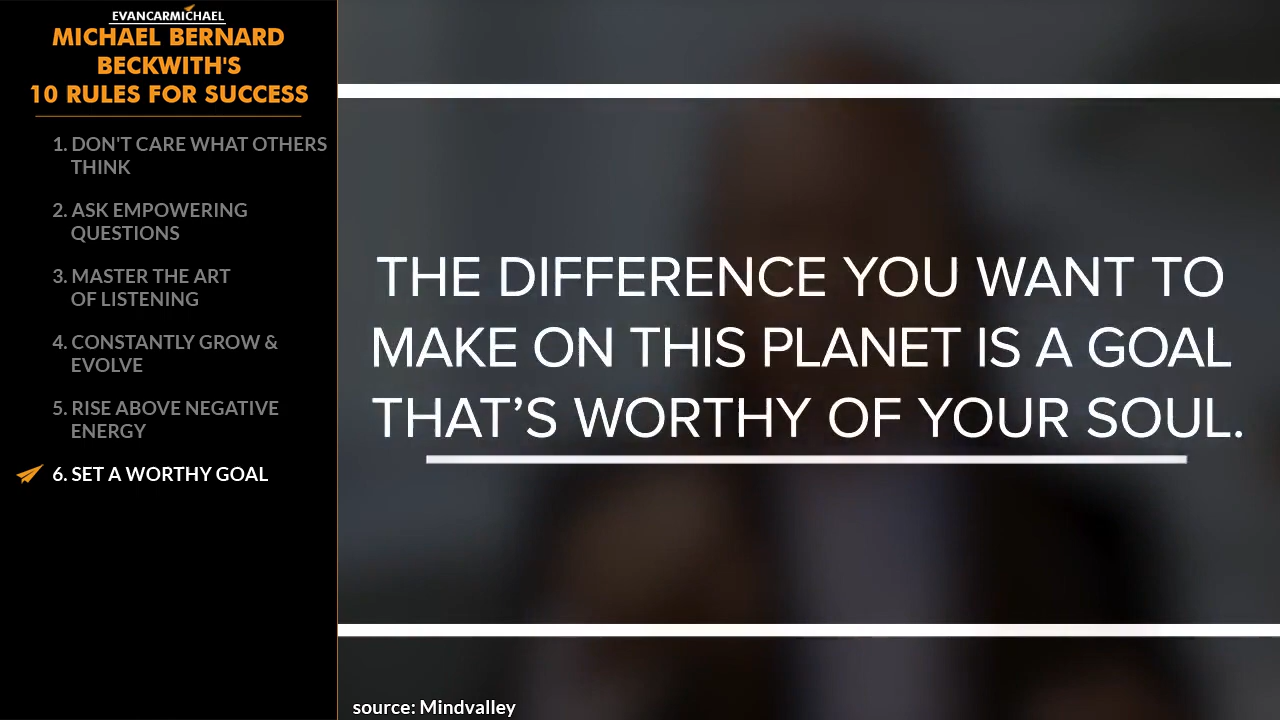 EVANCARMICHAEL
MICHAEL BERNARD
BECKWITH'S
10 RULES FOR SUCCESS
1. DON'T CARE WHAT OTHERS
THINK
2. ASK EMPOWERING
QUESTIONS
3. MASTER THE ART
OF LISTENING
4. CONSTANTLY GROW &
EVOLVE
5. RISE ABOVE NEGATIVE
ENERGY
6. SET A WORTHY GOAL
THE DIFFERENCE YOU WANT TO
MAKE ON THIS PLANET IS A GOAL
THAT’S WORTHY OF YOUR SOUL.
source: Mindvalley